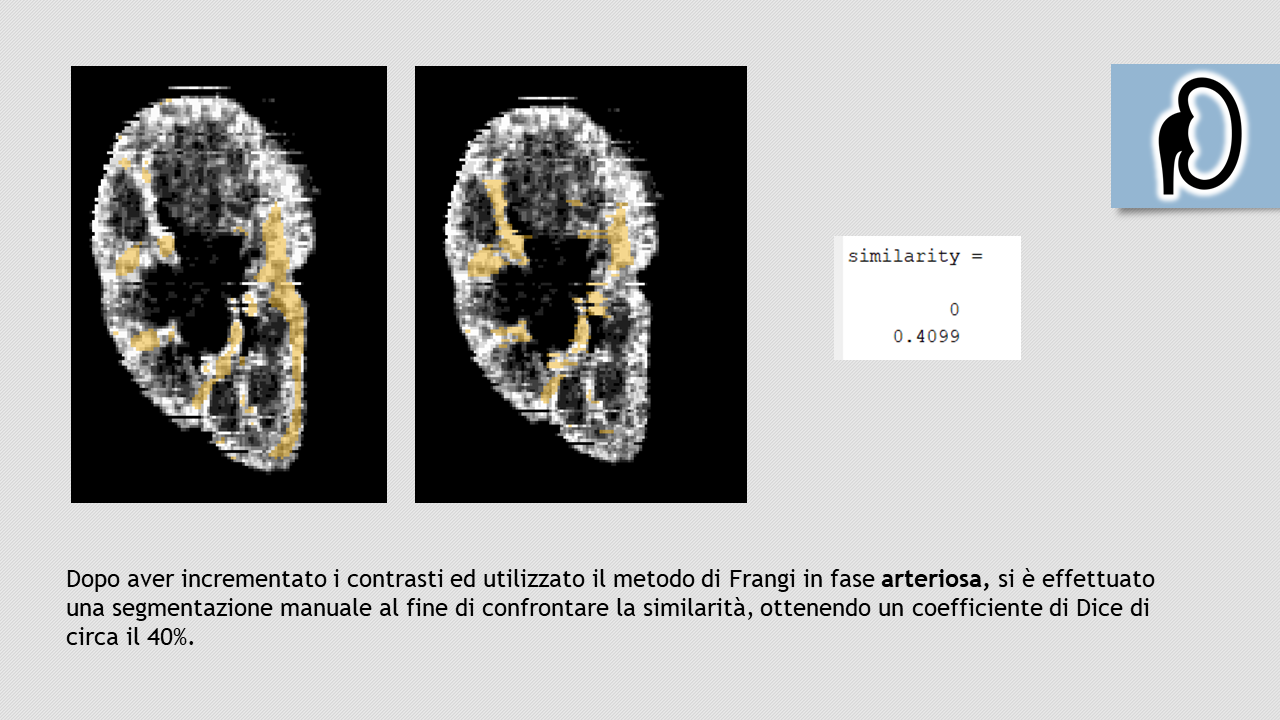 similarity =
0
0.4099
Dopo aver incrementato i contrasti ed utilizzato il metodo di Frangi in fase arteriosa, si è effettuato
una segmentazione manuale al fine di confrontare la similarità, ottenendo un coefficiente di Dice di
circa il 40%.